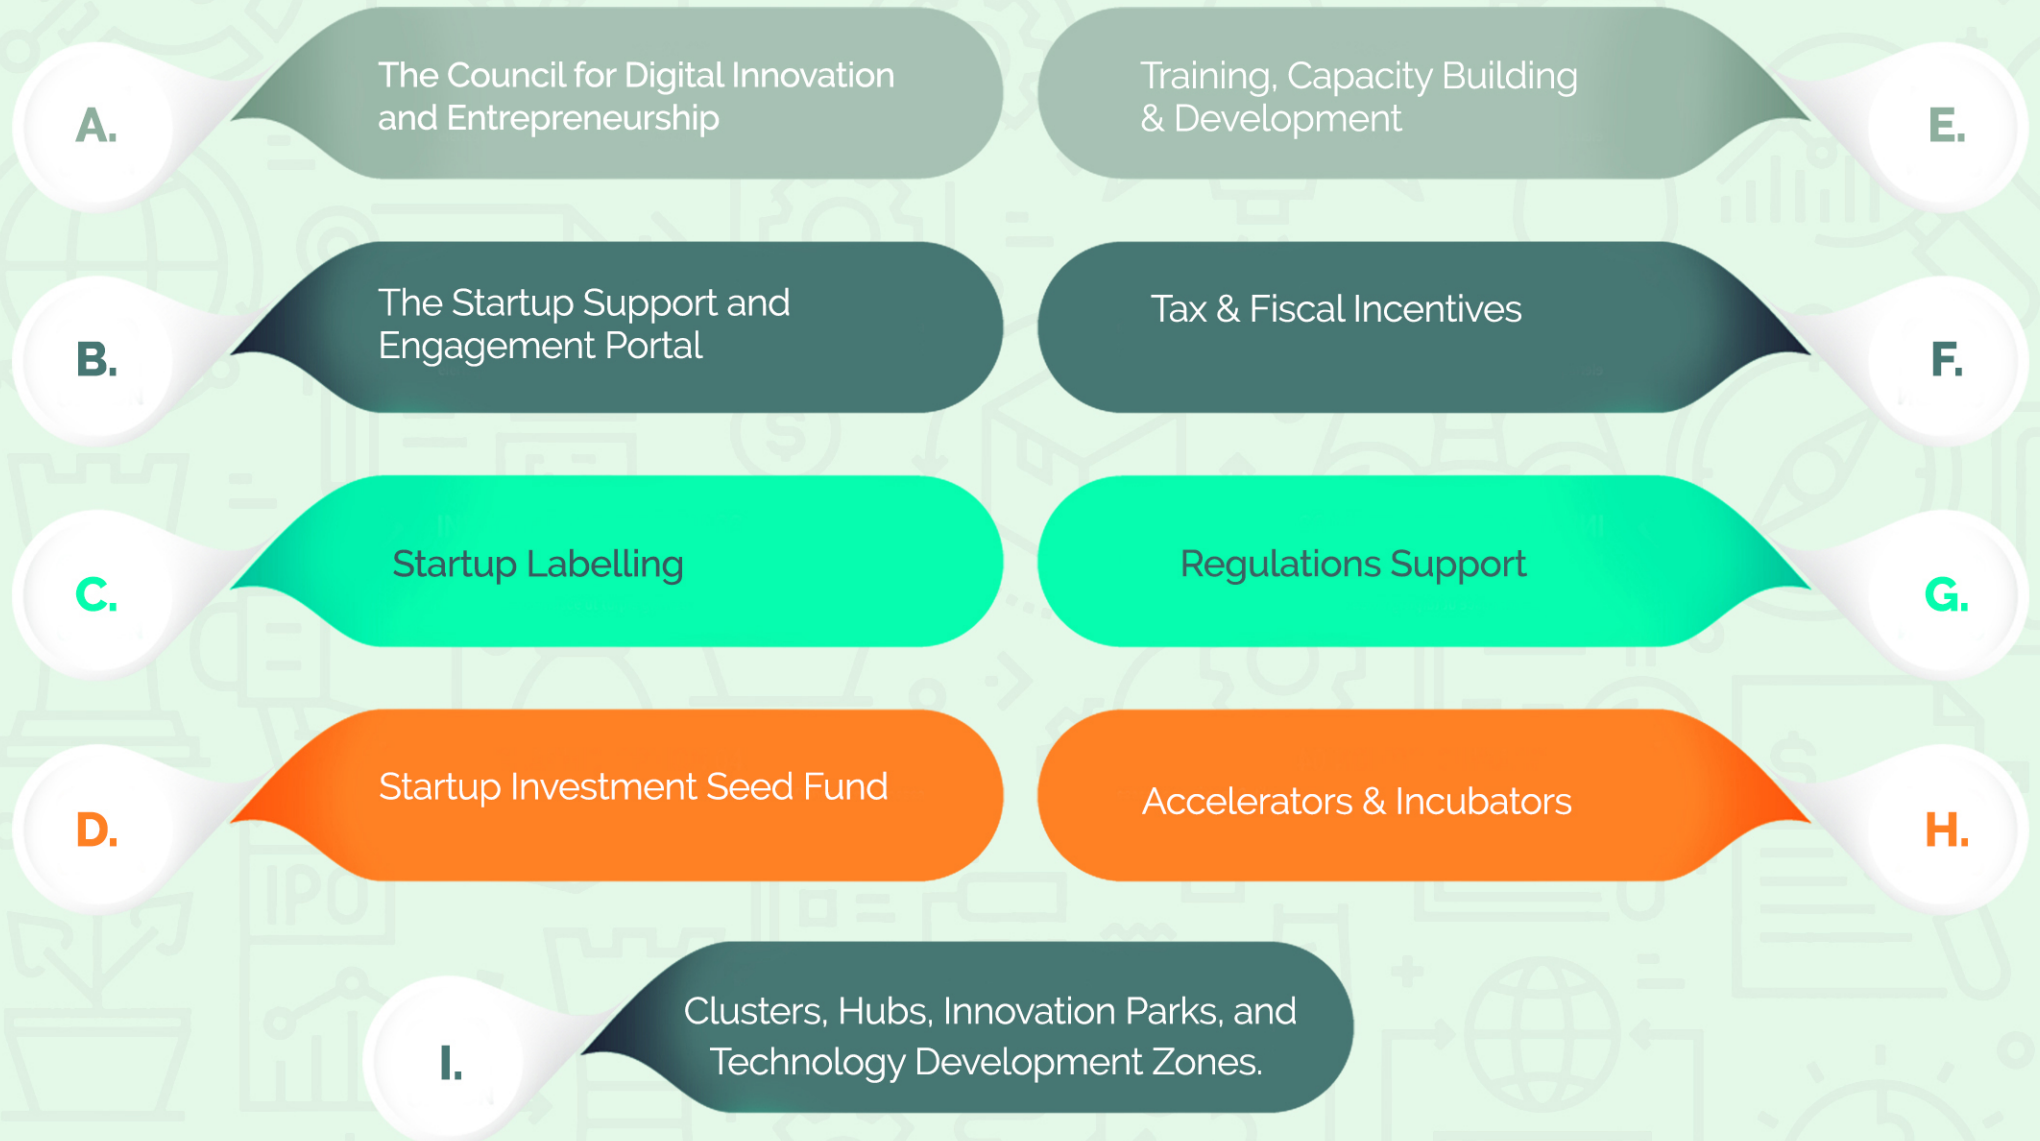 A.
The Council for Digital Innovation
and Entrepreneurship
B.
The Startup Support and
Engagement Portal
C.
Startup Labelling
D.
Startup Investment Seed Fund
E.
Training, Capacity Building
& Development
F.
Tax & Fiscal Incentives
G.
Regulations Support
H.
Accelerators & Incubators
I.
Clusters, Hubs, Innovation Parks, and
Technology Development Zones.
IPO
$
$